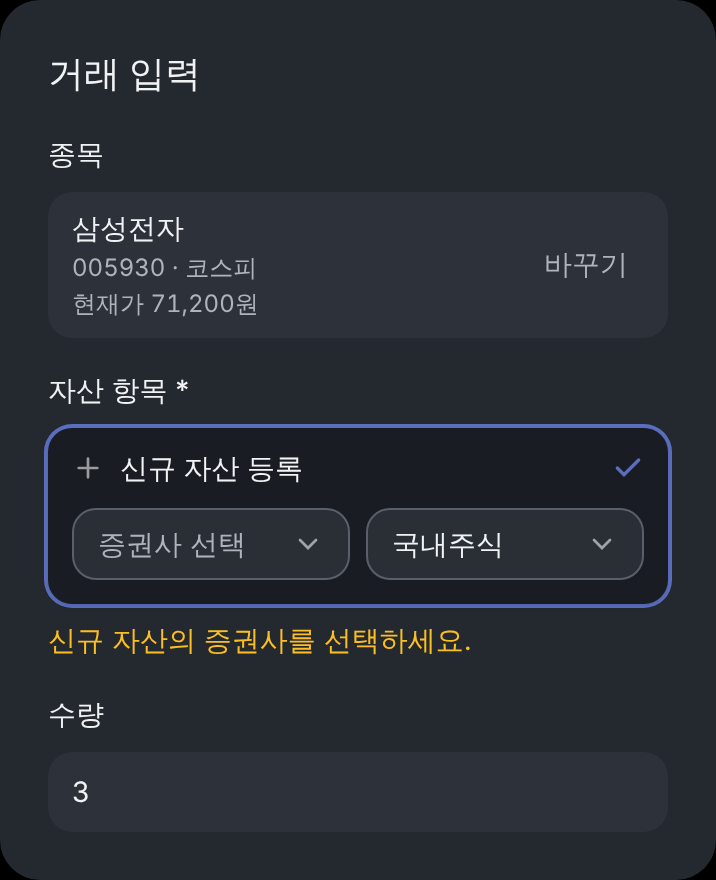 거래 입력
종목
삼성전자
005930 · 코스피
현재가 71,200원
바꾸기
자산 항목 *
신규 자산 등록
증권사 선택
국내주식
신규 자산의 증권사를 선택하세요.
수량
3